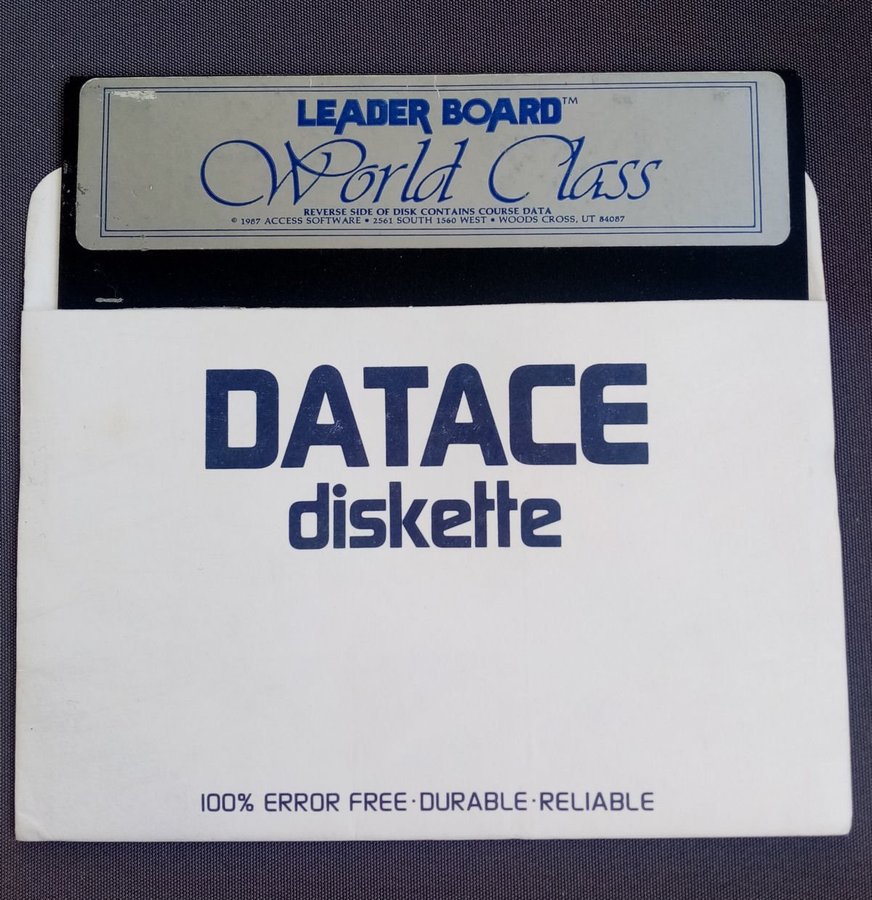 LEADER BOARD™
World Class
REVERSE SIDE OF DISK CONTAINS COURSE DATA
© 1987 ACCESS SOFTWARE • 2561 SOUTH 1560 WEST • WOODS CROSS, UT 84087
DATACE
diskette
100% ERROR FREE·DURABLE·RELIABLE